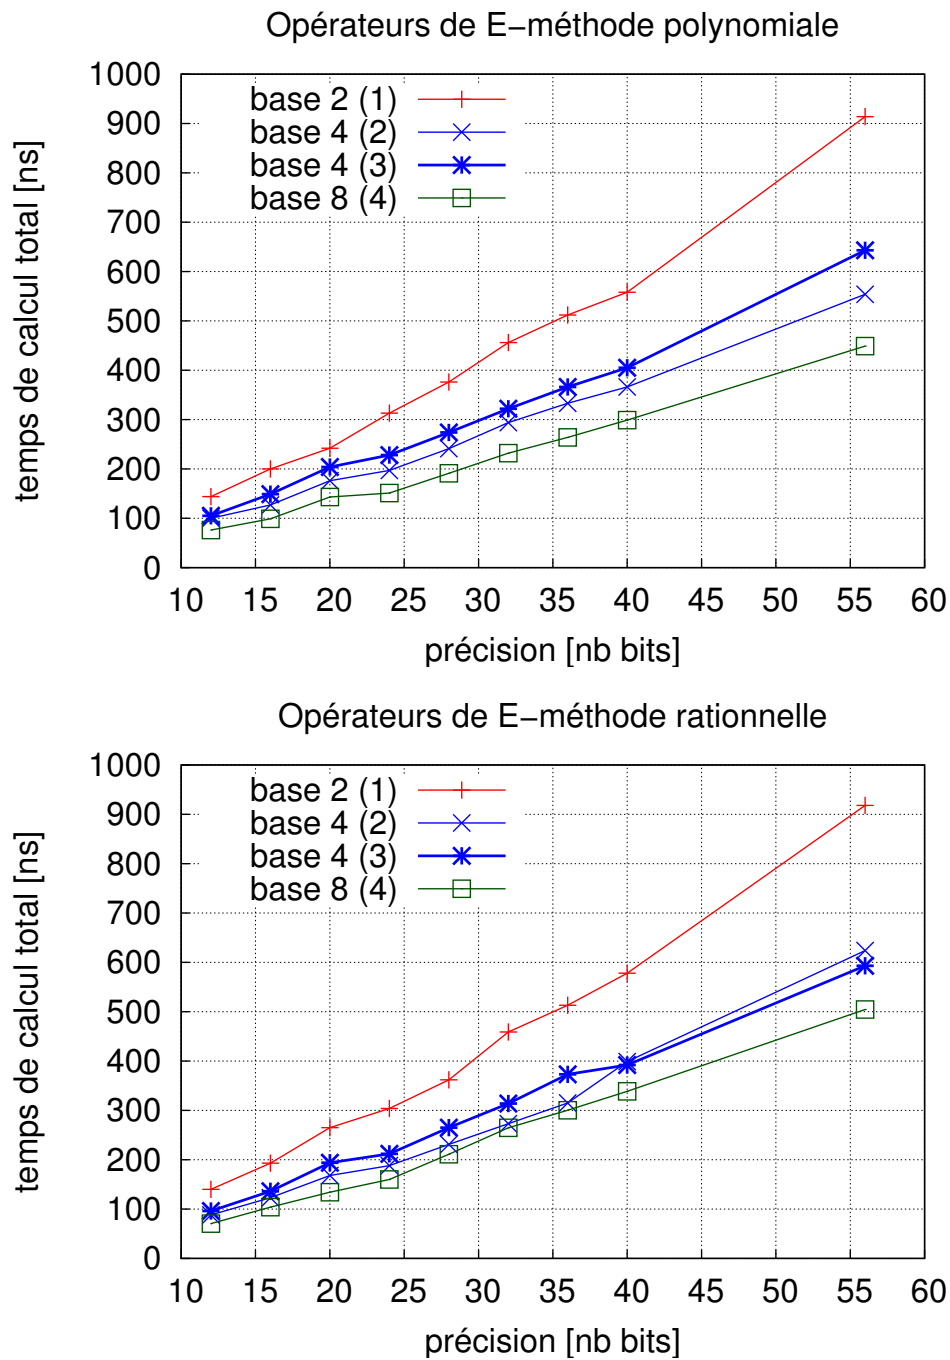 Opérateurs de E−méthode polynomiale
1000
900
800
700
600
500
400
300
200
100
0
temps de calcul total [ns]
base 2 (1)
base 4 (2)
base 4 (3)
base 8 (4)
10 15 20 25 30 35 40 45 50 55 60
précision [nb bits]
Opérateurs de E−méthode rationnelle
1000
900
800
700
600
500
400
300
200
100
0
temps de calcul total [ns]
base 2 (1)
base 4 (2)
base 4 (3)
base 8 (4)
10 15 20 25 30 35 40 45 50 55 60
précision [nb bits]